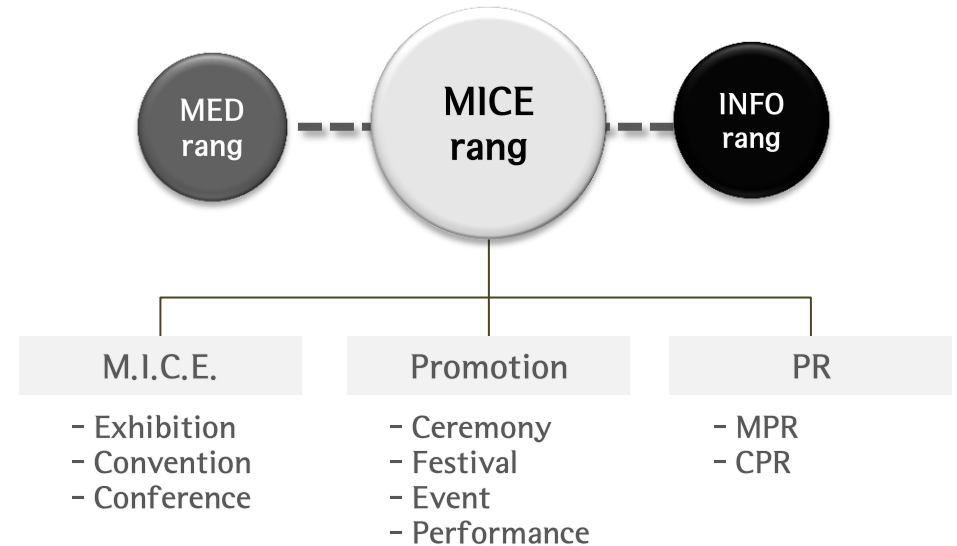 MED
rang
MICE
rang
INFO
rang
M.I.C.E.
- Exhibition
- Convention
- Conference
Promotion
- Ceremony
- Festival
- Event
- Performance
PR
- MPR
- CPR